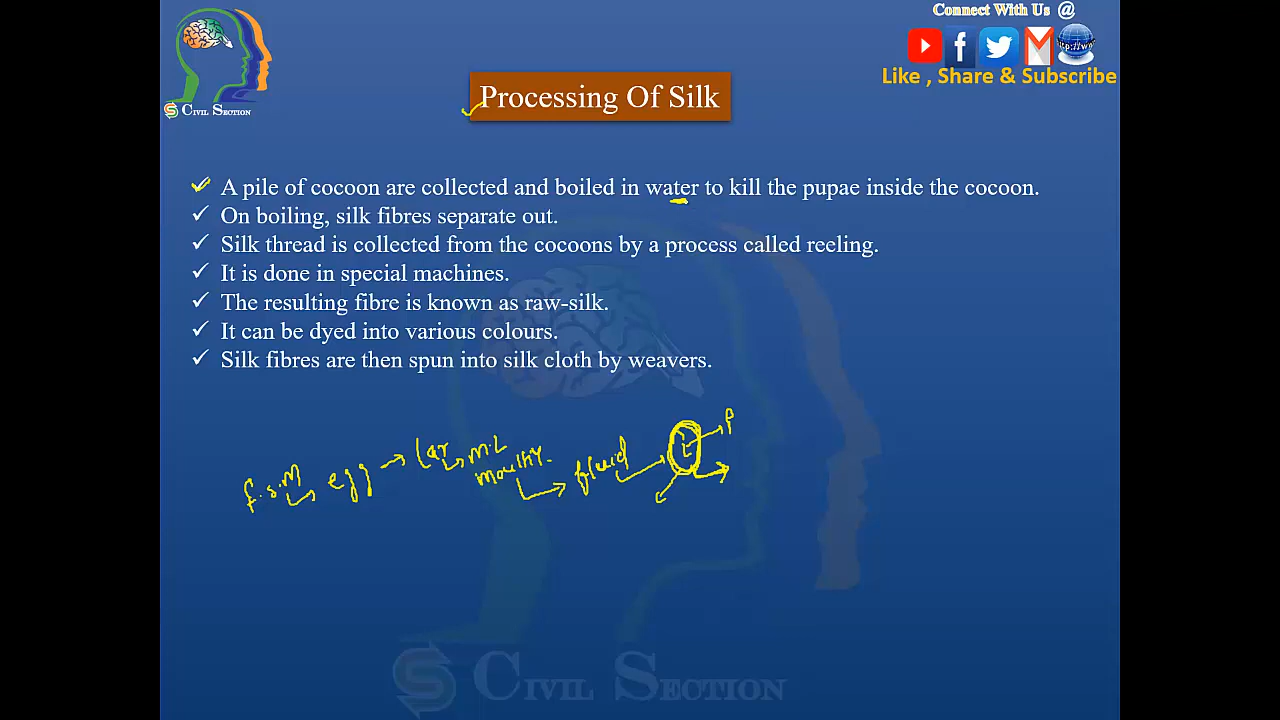 Connect With Us @
http://www
Like , Share & Subscribe
CIVIL SECTION
Processing Of Silk
A pile of cocoon are collected and boiled in water to kill the pupae inside the cocoon.
On boiling, silk fibres separate out.
Silk thread is collected from the cocoons by a process called reeling.
It is done in special machines.
The resulting fibre is known as raw-silk.
It can be dyed into various colours.
Silk fibres are then spun into silk cloth by weavers.
f.s.M egg Lar M.L fluid L P
CIVIL SECTION